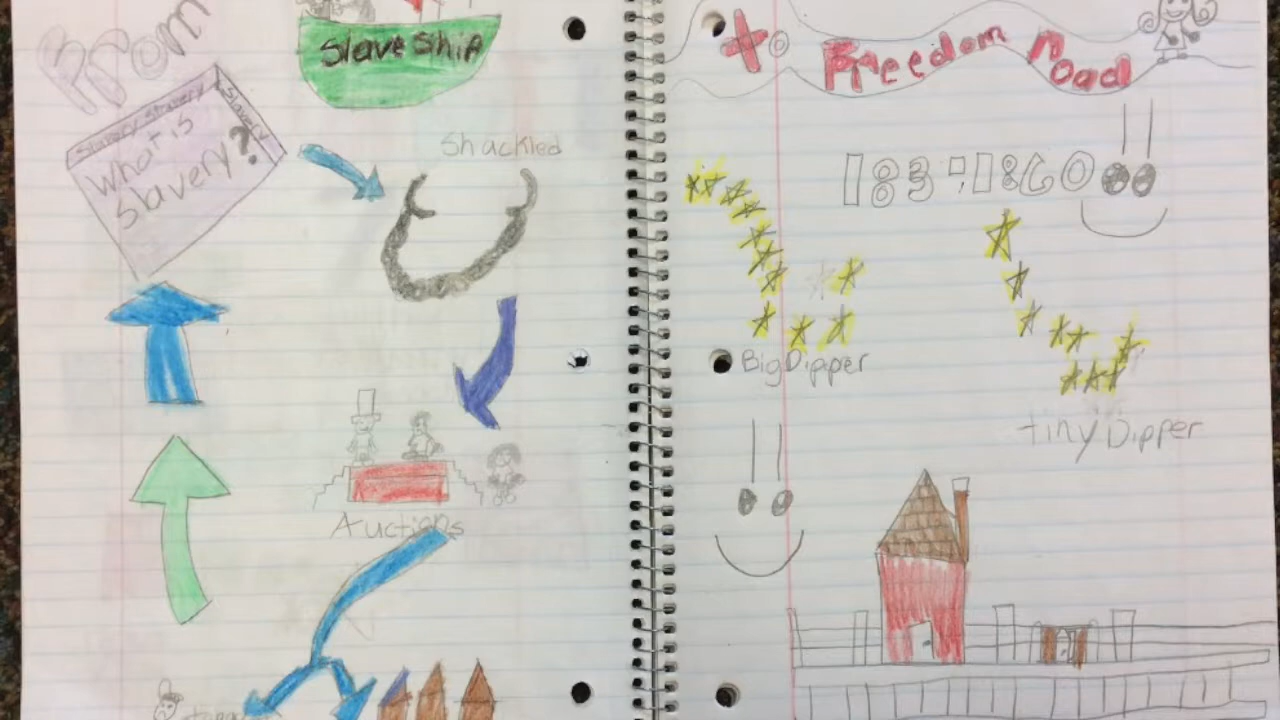 From
Slave Ship
Slavery Slavery Slavery
What is
Slavery?
Shackled
Auctions
to Freedom Road
183-1860
Big Dipper
tiny Dipper